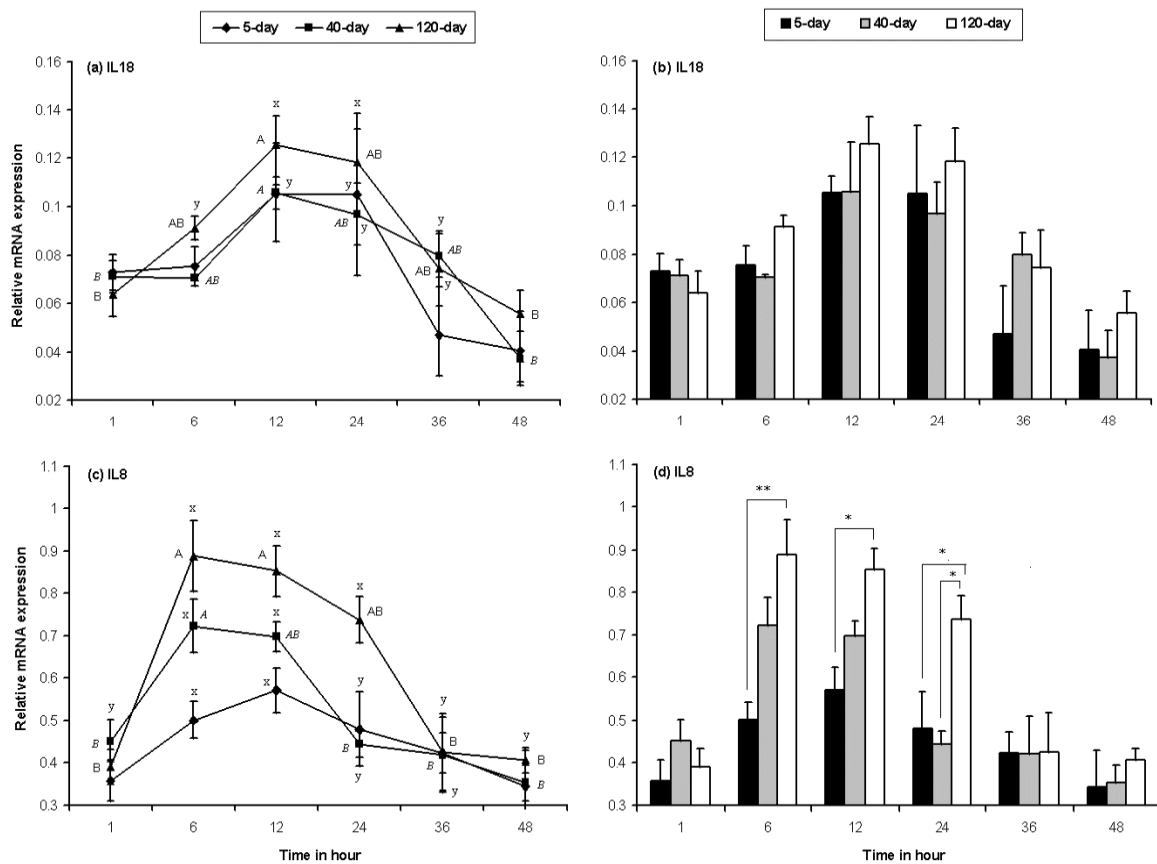 5-day 40-day 120-day
5-day 40-day 120-day
(a) IL18
Relative mRNA expression
0.16
0.14
0.12
0.1
0.08
0.06
0.04
0.02
x x
A AB
y y y
AB A
AB y
y
B AB AB
B AB y
B
B
1 6 12 24 36 48
(b) IL18
0.16
0.14
0.12
0.1
0.08
0.06
0.04
0.02
1 6 12 24 36 48
(c) IL8
Relative mRNA expression
1.1
1
0.9
0.8
0.7
0.6
0.5
0.4
0.3
x x
A A
x A x AB
x AB
x x
y y y
B B B y B
B B B
y y
1 6 12 24 36 48
Time in hour
(d) IL8
1.1
1
0.9
0.8
0.7
0.6
0.5
0.4
0.3
** * * *
1 6 12 24 36 48
Time in hour